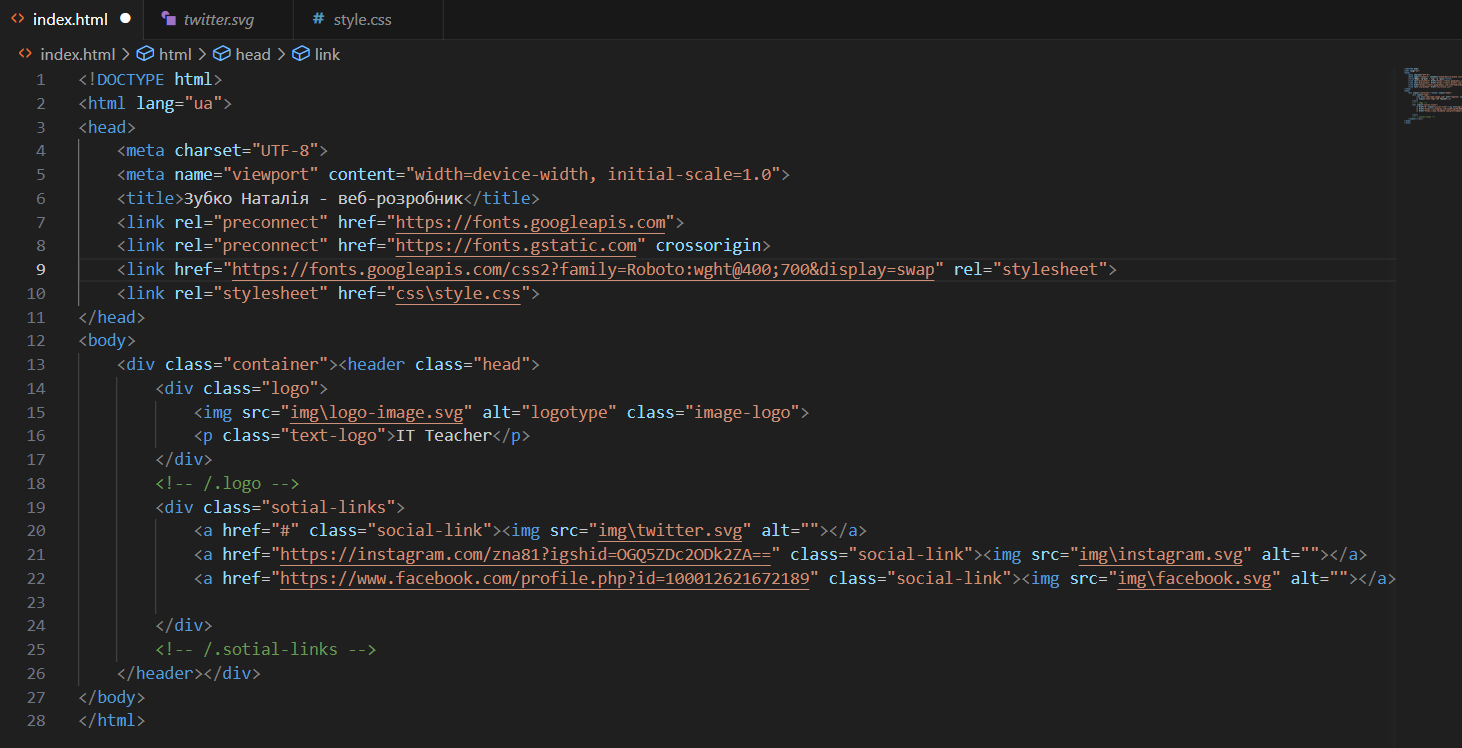 index.html
twitter.svg
# style.css
index.html > html > head > link
1 <!DOCTYPE html>
2 <html lang="ua">
3 <head>
4     <meta charset="UTF-8">
5     <meta name="viewport" content="width=device-width, initial-scale=1.0">
6     <title>Зубко Наталія - веб-розробник</title>
7     <link rel="preconnect" href="https://fonts.googleapis.com">
8     <link rel="preconnect" href="https://fonts.gstatic.com" crossorigin>
9     <link href="https://fonts.googleapis.com/css2?family=Roboto:wght@400;700&display=swap" rel="stylesheet">
10     <link rel="stylesheet" href="css\style.css">
11 </head>
12 <body>
13     <div class="container"><header class="head">
14         <div class="logo">
15             <img src="img\logo-image.svg" alt="logotype" class="image-logo">
16             <p class="text-logo">IT Teacher</p>
17         </div>
18         <!-- /.logo -->
19         <div class="sotial-links">
20             <a href="#" class="social-link"><img src="img\twitter.svg" alt=""></a>
21             <a href="https://instagram.com/zna81?igshid=OGQ5ZDc2ODk2ZA==" class="social-link"><img src="img\instagram.svg" alt=""></a>
22             <a href="https://www.facebook.com/profile.php?id=100012621672189" class="social-link"><img src="img\facebook.svg" alt=""></a>
23
24         </div>
25         <!-- /.sotial-links -->
26     </header></div>
27 </body>
28 </html>